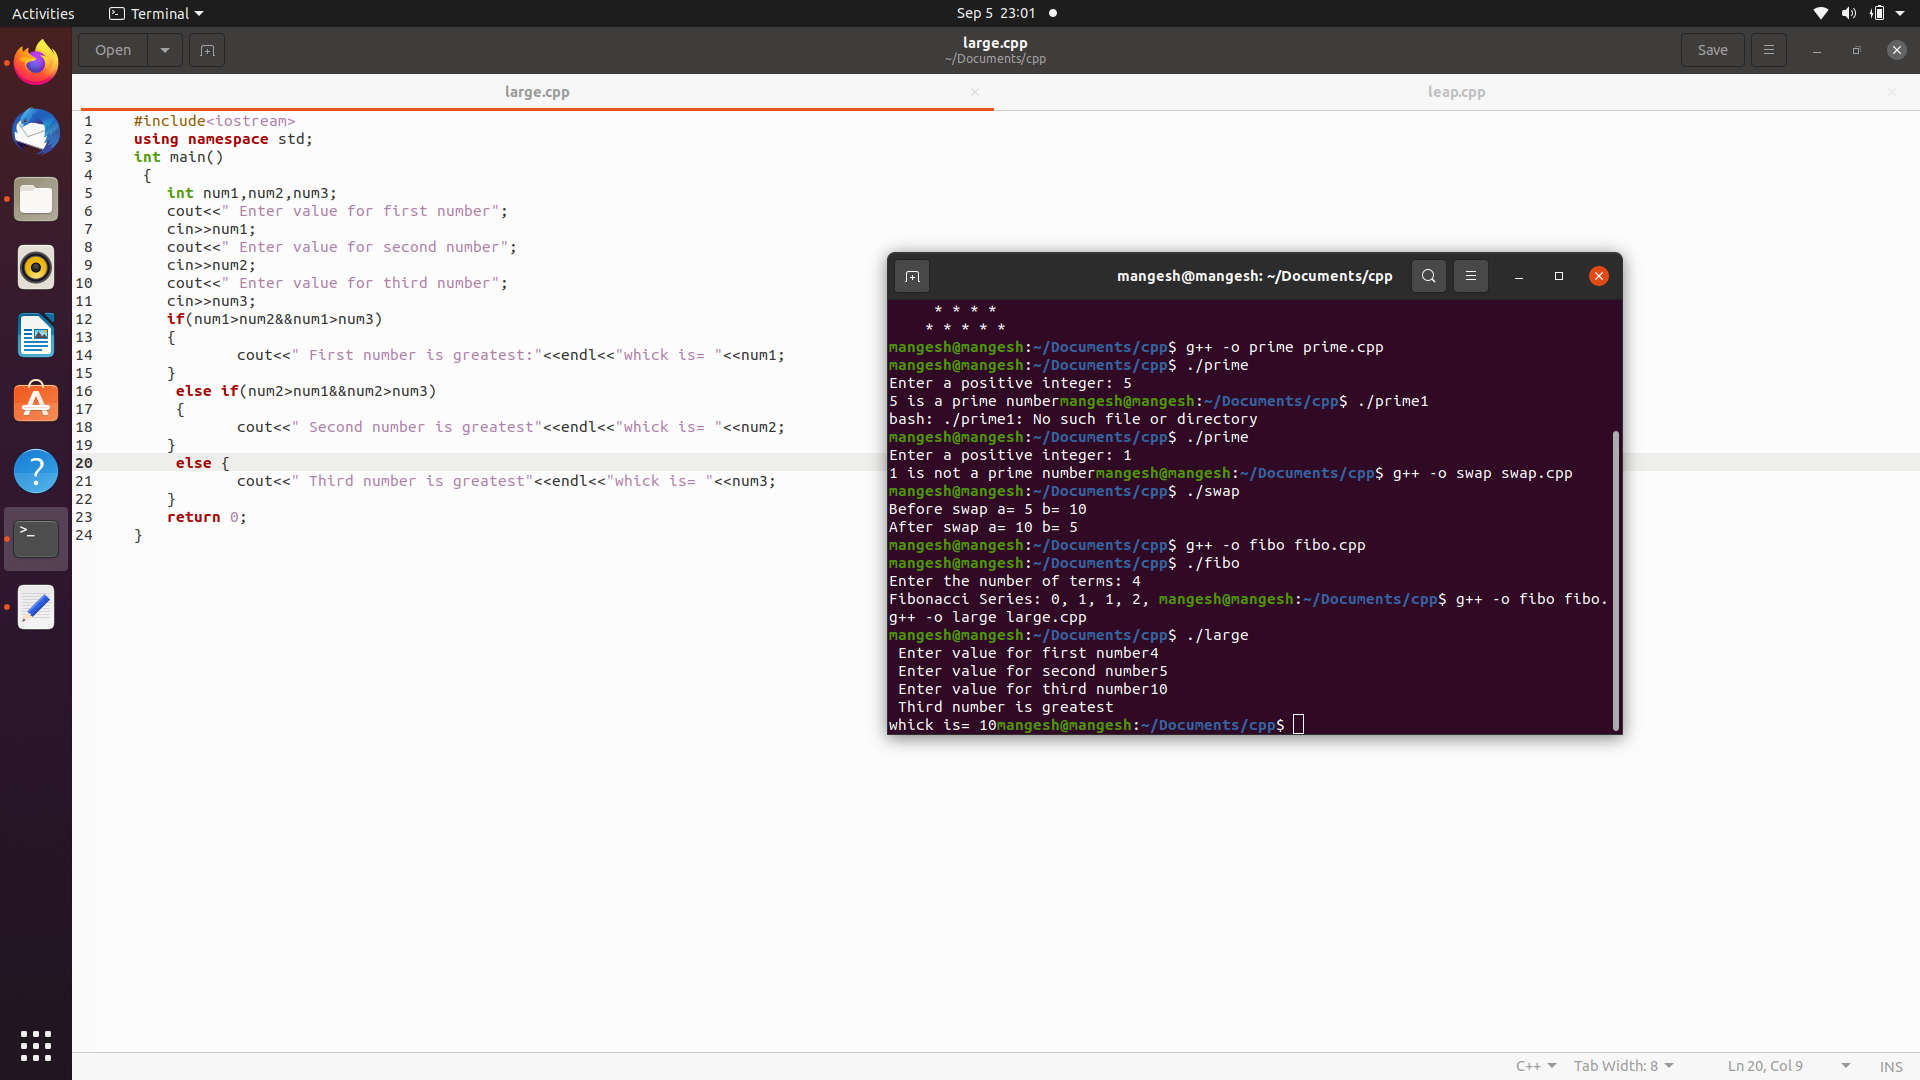 Activities
Terminal
Sep 5 23:01
Open
large.cpp
~/Documents/cpp
Save
large.cpp
leap.cpp
1 #include<iostream>
2 using namespace std;
3 int main()
4 {
5 int num1,num2,num3;
6 cout<<" Enter value for first number";
7 cin>>num1;
8 cout<<" Enter value for second number";
9 cin>>num2;
10 cout<<" Enter value for third number";
11 cin>>num3;
12 if(num1>num2&&num1>num3)
13 {
14 cout<<" First number is greatest:"<<endl<<"whick is= "<<num1;
15 }
16 else if(num2>num1&&num2>num3)
17 {
18 cout<<" Second number is greatest"<<endl<<"whick is= "<<num2;
19 }
20 else {
21 cout<<" Third number is greatest"<<endl<<"whick is= "<<num3;
22 }
23 return 0;
24 }
mangesh@mangesh: ~/Documents/cpp
* * * *
* * * * *
mangesh@mangesh:~/Documents/cpp$ g++ -o prime prime.cpp
mangesh@mangesh:~/Documents/cpp$ ./prime
Enter a positive integer: 5
5 is a prime numbermangesh@mangesh:~/Documents/cpp$ ./prime1
bash: ./prime1: No such file or directory
mangesh@mangesh:~/Documents/cpp$ ./prime
Enter a positive integer: 1
1 is not a prime numbermangesh@mangesh:~/Documents/cpp$ g++ -o swap swap.cpp
mangesh@mangesh:~/Documents/cpp$ ./swap
Before swap a= 5 b= 10
After swap a= 10 b= 5
mangesh@mangesh:~/Documents/cpp$ g++ -o fibo fibo.cpp
mangesh@mangesh:~/Documents/cpp$ ./fibo
Enter the number of terms: 4
Fibonacci Series: 0, 1, 1, 2, mangesh@mangesh:~/Documents/cpp$ g++ -o fibo fibo.
g++ -o large large.cpp
mangesh@mangesh:~/Documents/cpp$ ./large
Enter value for first number4
Enter value for second number5
Enter value for third number10
Third number is greatest
whick is= 10mangesh@mangesh:~/Documents/cpp$
C++
Tab Width: 8
Ln 20, Col 9
INS